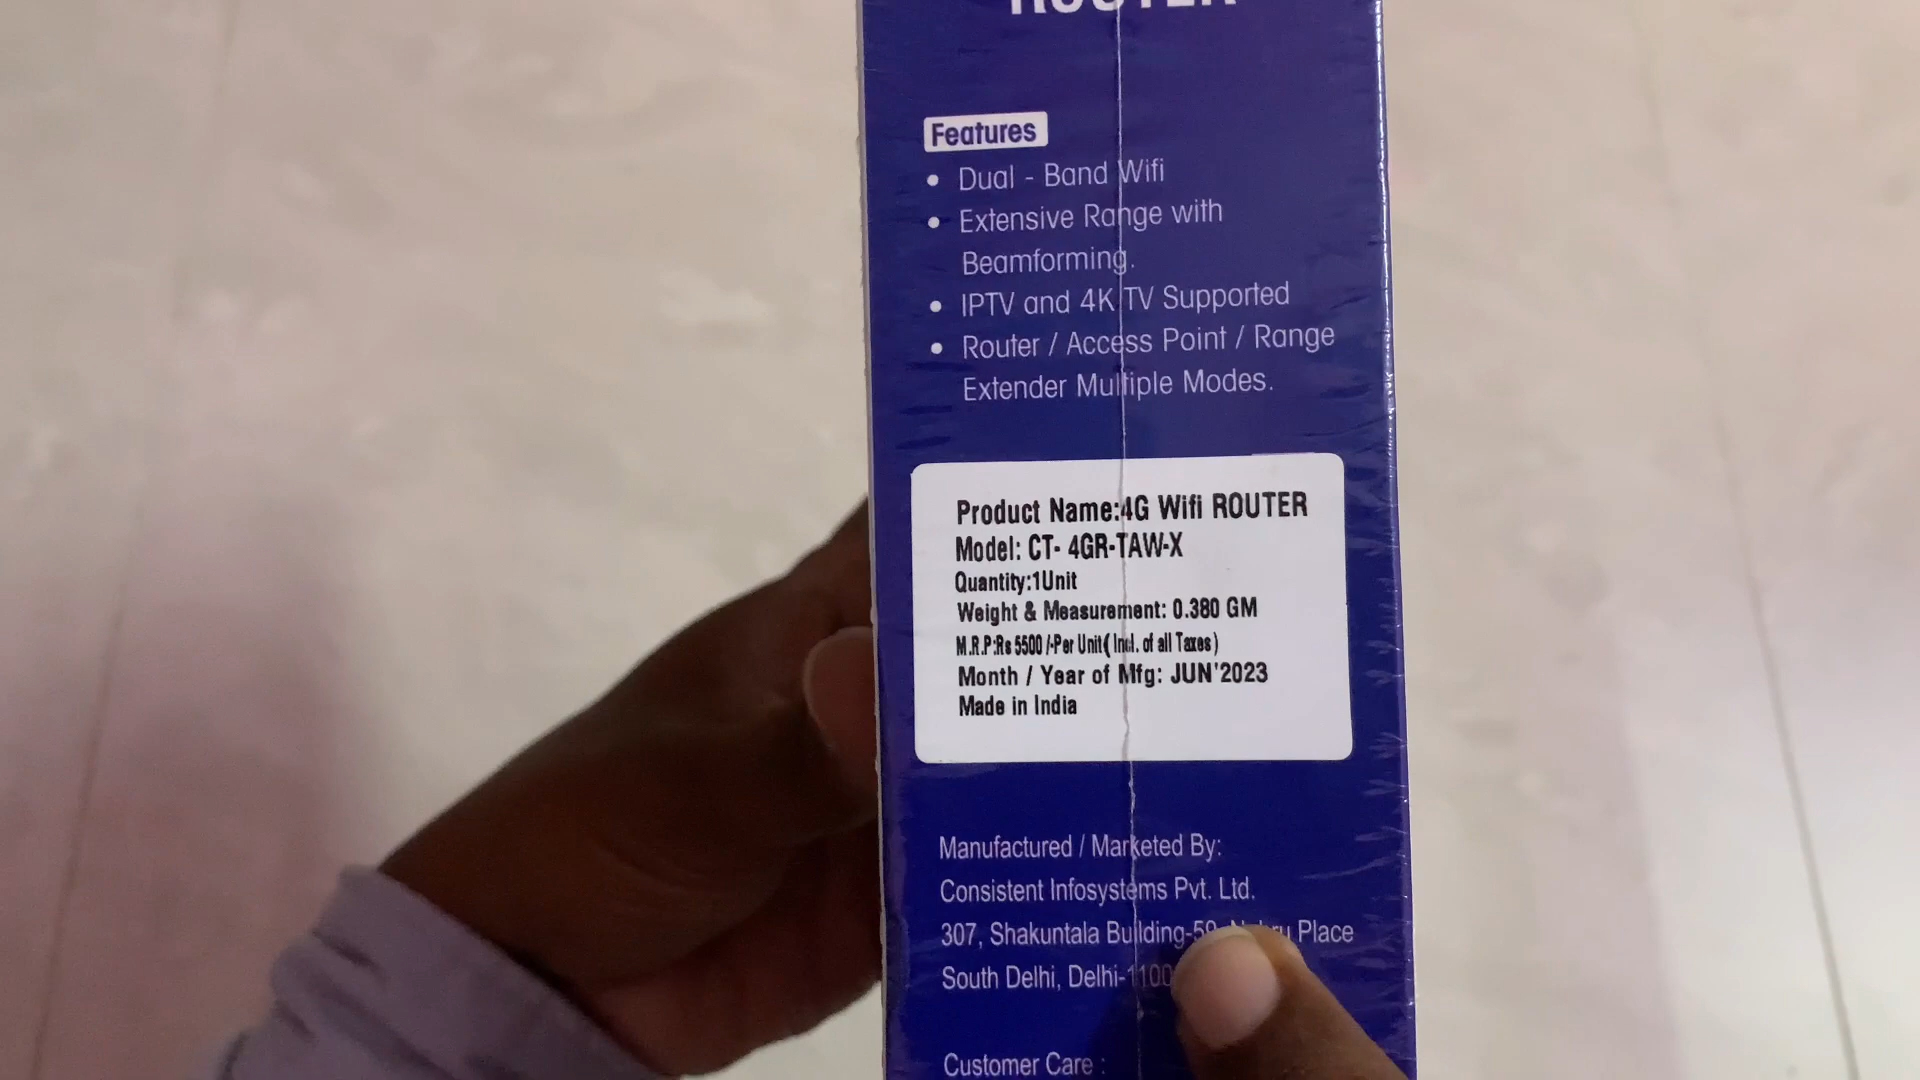 ROUTER
Features
• Dual - Band Wifi
• Extensive Range with
Beamforming.
• IPTV and 4K TV Supported
• Router / Access Point / Range
Extender Multiple Modes.
Product Name:4G Wifi ROUTER
Model: CT- 4GR-TAW-X
Quantity:1Unit
Weight & Measurement: 0.380 GM
M.R.P:Rs 5500 /-Per Unit( Incl. of all Taxes )
Month / Year of Mfg: JUN'2023
Made in India
Manufactured / Marketed By:
Consistent Infosystems Pvt. Ltd.
307, Shakuntala Building-59, Place
South Delhi, Delhi-
Customer Care :